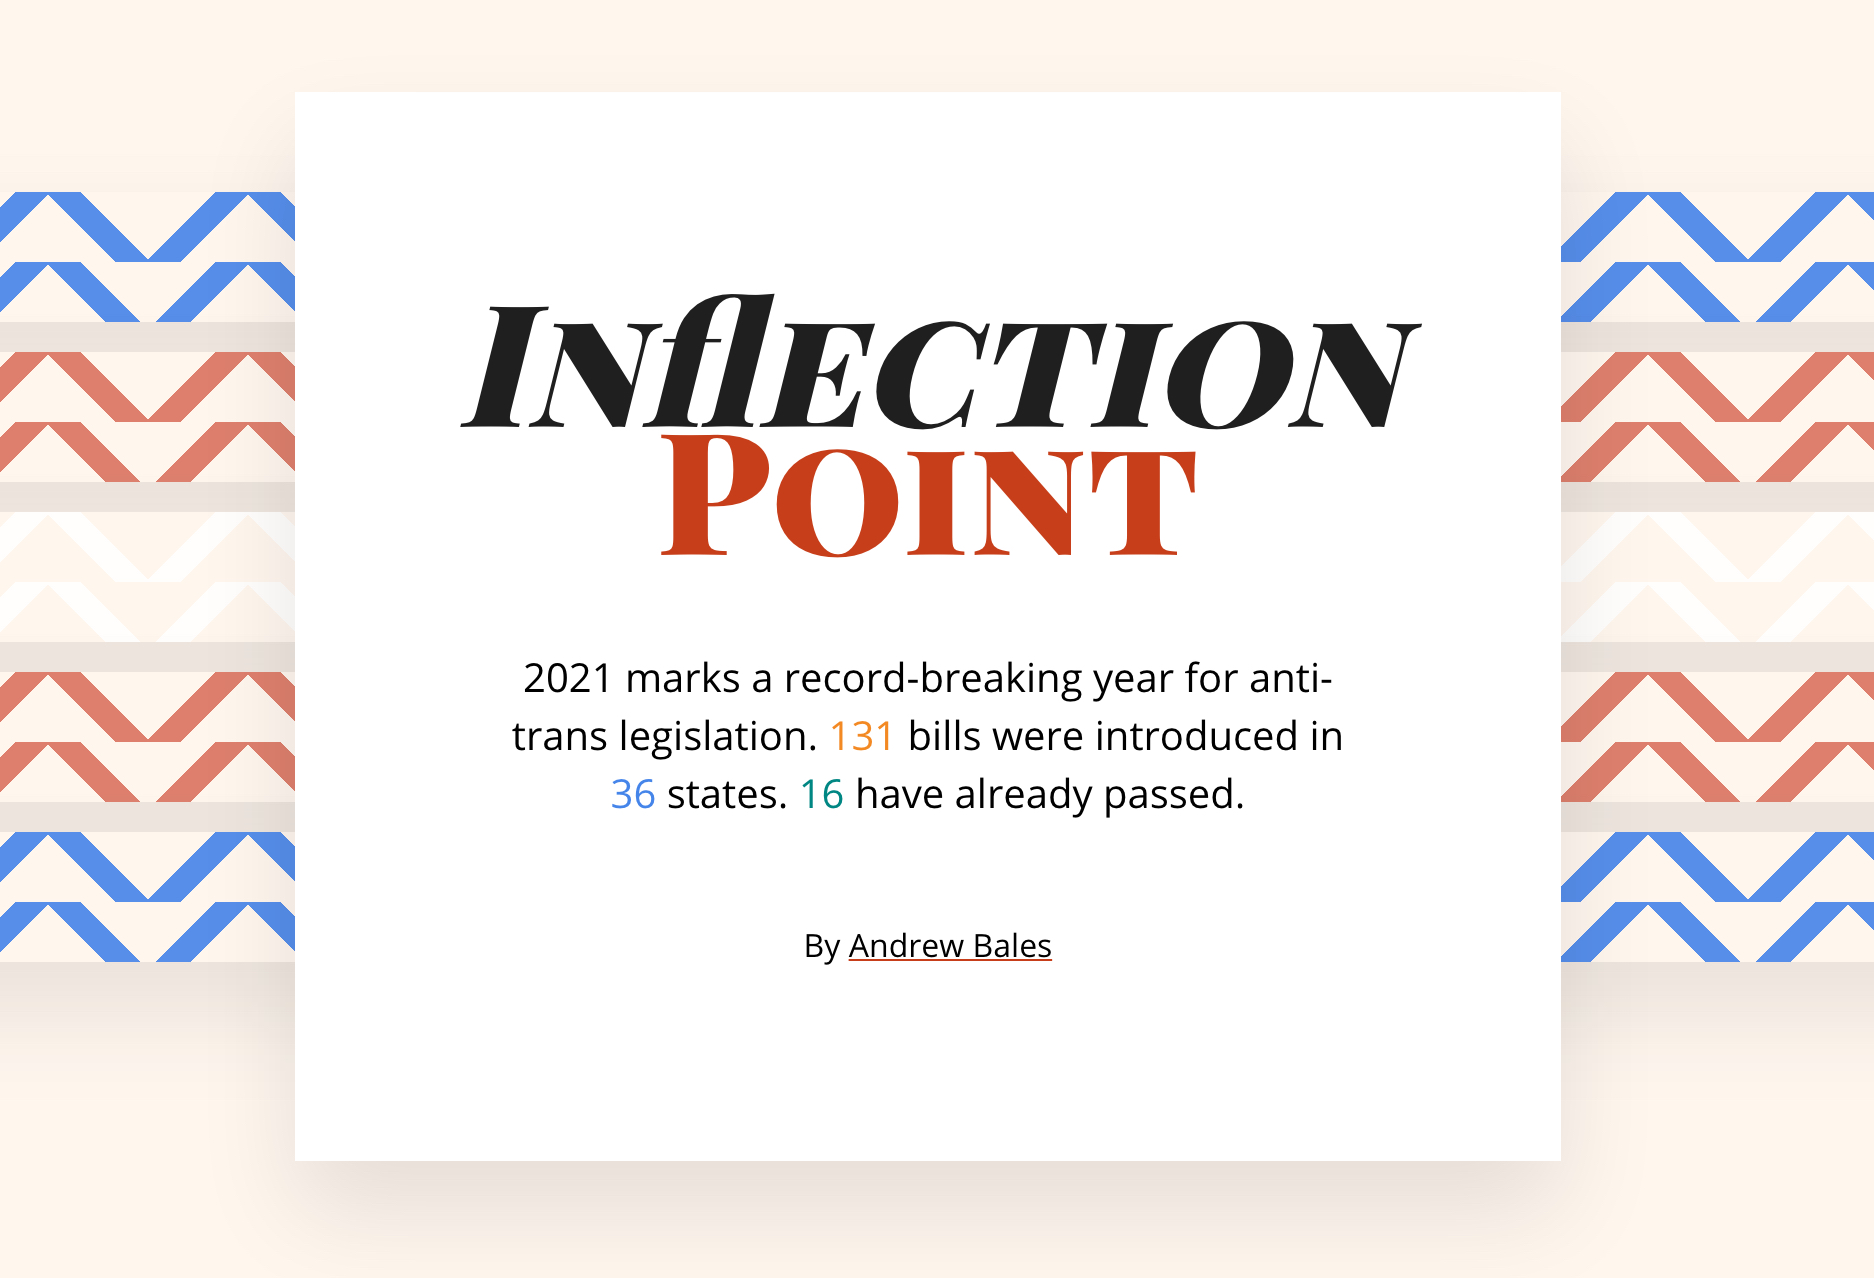 InflECTION
POINT
2021 marks a record-breaking year for anti-
trans legislation. 131 bills were introduced in
36 states. 16 have already passed.
By Andrew Bales